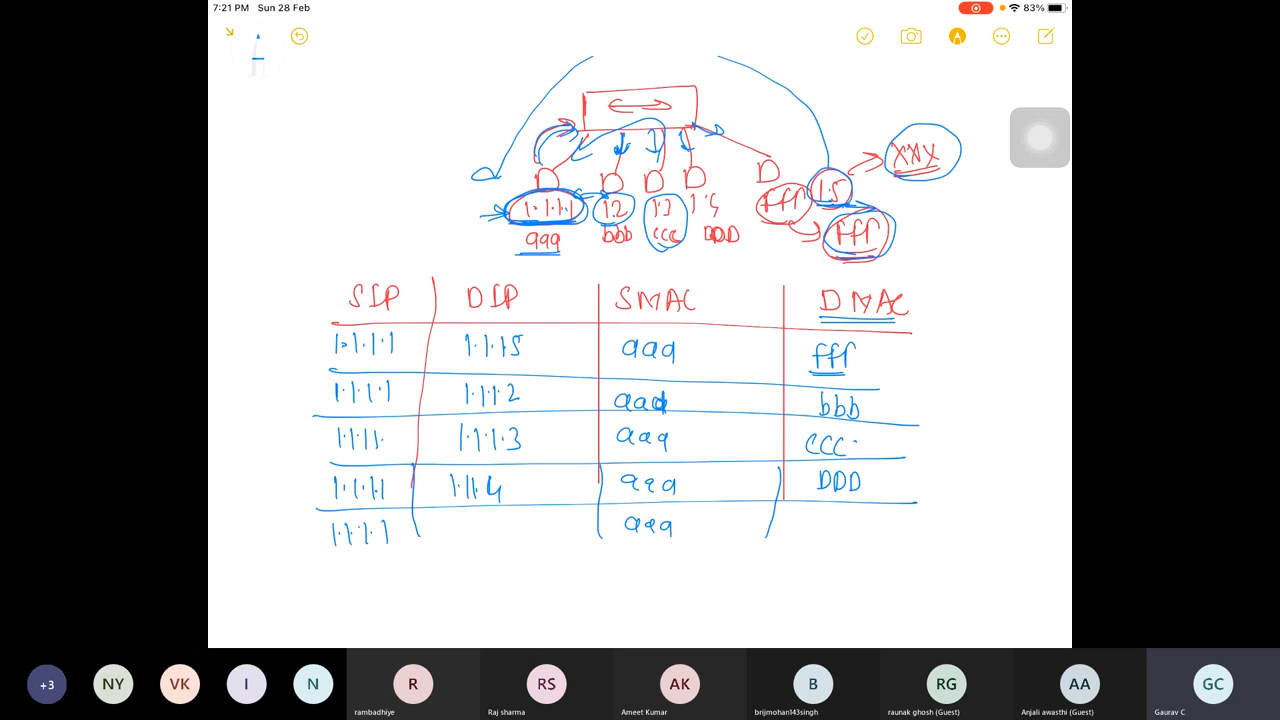 7:21 PM Sun 28 Feb
83%
XXX
1.1.1.1 1.2 1.3 1.4 fff 1.5
aaa bbb ccc DDD fff
SIP DIP SMAC DMAC
1.1.1.1 1.1.1.5 aaa fff
1.1.1.1 1.1.1.2 aaa bbb
1.1.1.1. 1.1.1.3 aaa ccc
1.1.1.1 1.1.1.4 aaa DDD
1.1.1.1 aaa
+3 NY VK I N R RS AK B RG AA GC
rambadhiye Raj sharma Ameet Kumar brijmohan143singh raunak ghosh (Guest) Anjali awasthi (Guest) Gaurav C